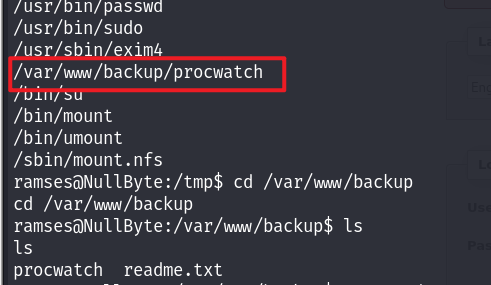 /usr/bin/passwd
/usr/bin/sudo
/usr/sbin/exim4
/var/www/backup/procwatch
/bin/su
/bin/mount
/bin/umount
/sbin/mount.nfs
ramses@NullByte:/tmp$ cd /var/www/backup
cd /var/www/backup
ramses@NullByte:/var/www/backup$ ls
ls
procwatch  readme.txt